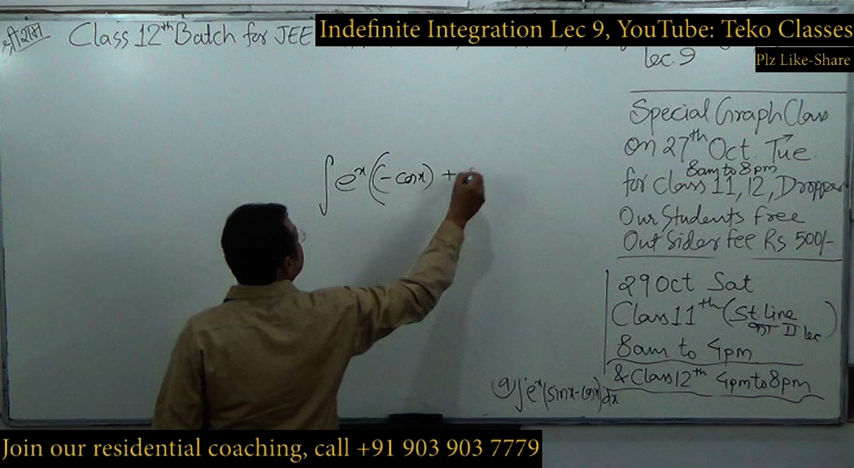 Indefinite Integration Lec 9, YouTube: Teko Classes
Plz Like-Share
श्रीराम
Class 12th Batch for JEE
Lec. 9
Special Graph Class
on 27th Oct. Tue
8am to 8pm
for class 11, 12, Dropper
Our Students free
Out Sider fee Rs 500/-
29 Oct Sat
Class 11th (St. Line
II lec)
8am to 4pm
& Class 12th 4pm to 8pm
∫e^x(-cosx) +
∫e^x(sinx-cosx)dx
Join our residential coaching, call +91 903 903 7779